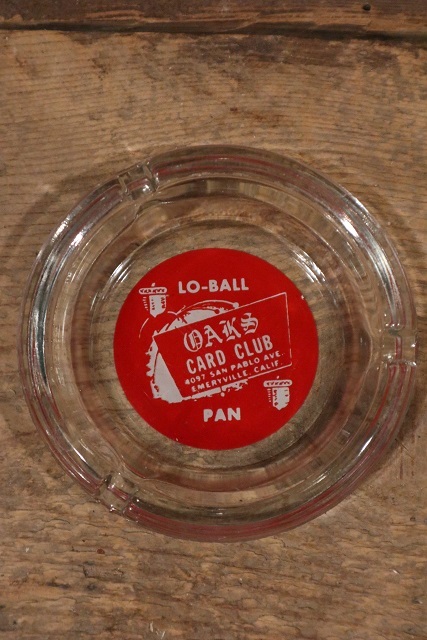 LO-BALL
OAKS
CARD CLUB
4097 SAN PABLO AVE.
EMERYVILLE, CALIF.
PAN